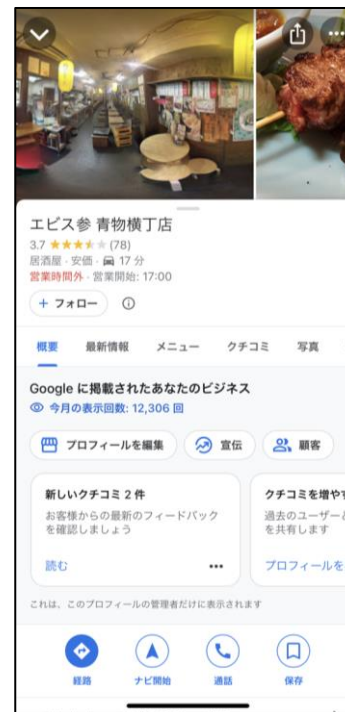 エビス参 青物横丁店
3.7 ★★★★★ (78)
居酒屋 · 安価 · 17 分
営業時間外 · 営業開始: 17:00
+ フォロー
概要 最新情報 メニュー クチコミ 写真
Google に掲載されたあなたのビジネス
今月の表示回数: 12,306 回
プロフィールを編集 宣伝 顧客
新しいクチコミ 2 件
お客様からの最新のフィードバック
を確認しましょう
読む
クチコミを増やす
過去のユーザーと
を共有します
プロフィールを
これは、このプロフィールの管理者だけに表示されます
経路 ナビ開始 通話 保存